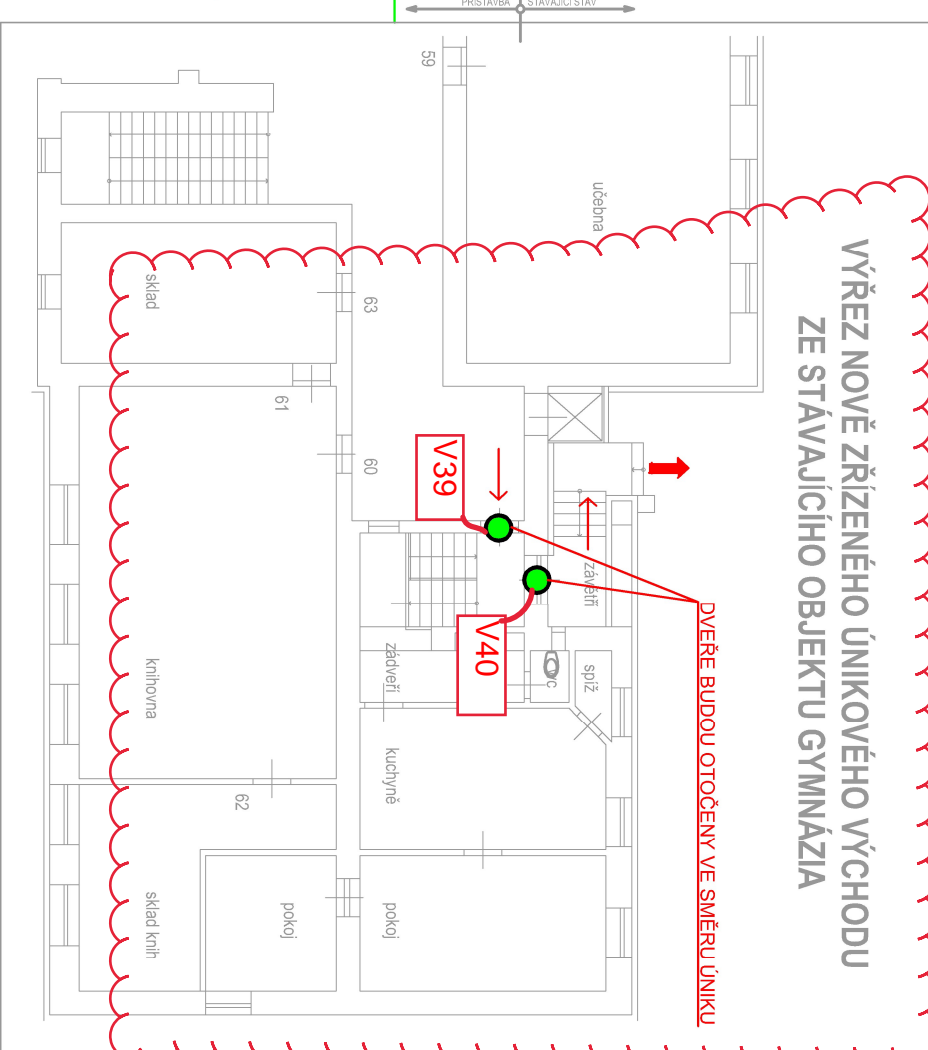 PŘÍSTAVBA STÁVAJÍCÍ STAV
VÝŘEZ NOVĚ ZŘÍZENÉHO ÚNIKOVÉHO VÝCHODU
ZE STÁVAJÍCÍHO OBJEKTU GYMNÁZIA
DVEŘE BUDOU OTOČENY VE SMĚRU ÚNIKU
59
učebna
sklad
63
61
60
V39
V40
závětří
zádveří
spíž
knihovna
kuchyně
62
sklad knih
pokoj
pokoj